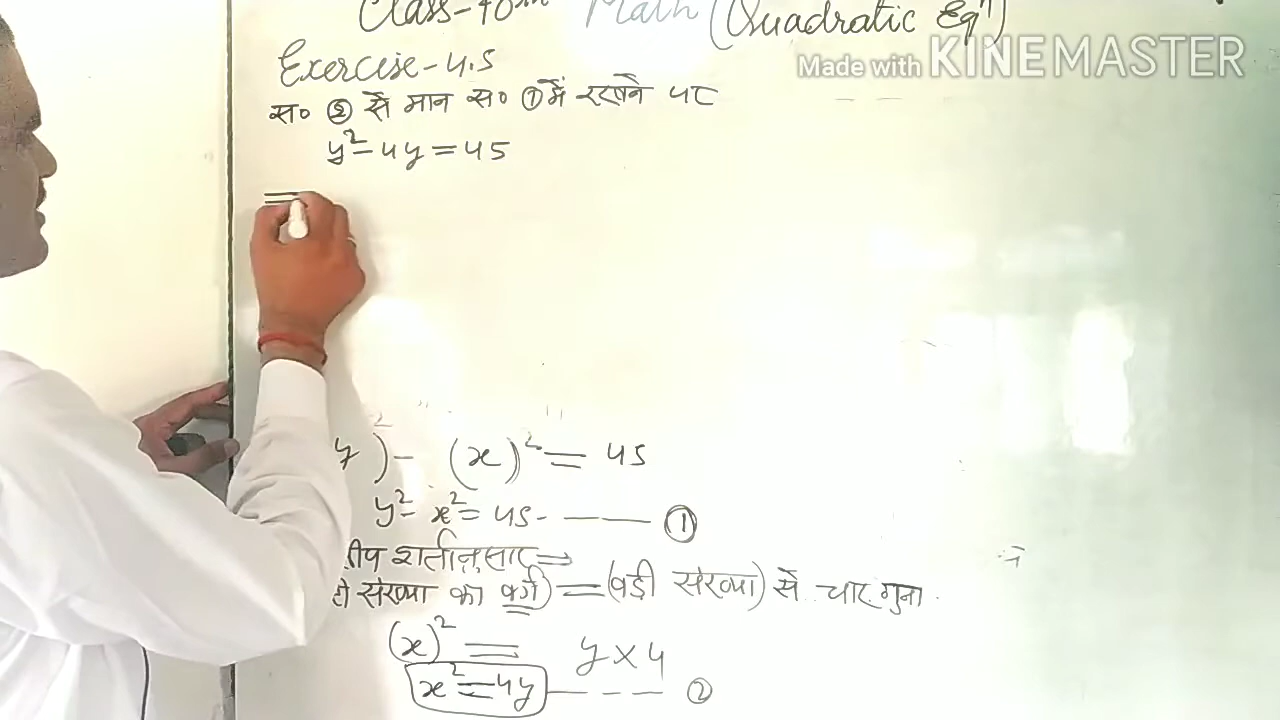 Class-10th Math (Quadratic Eqn)
Made with KINEMASTER
Exercise-4.5
स० ② से मान स० ① में रखने पर
y²-4y=45
y)- (x)²= 45
y²- x²= 45- ——— ①
शर्तानुसार ⇒
संख्या का वर्ग) =(बड़ी संख्या) से चार गुना
(x)² = y×4
x²=4y ---- ②